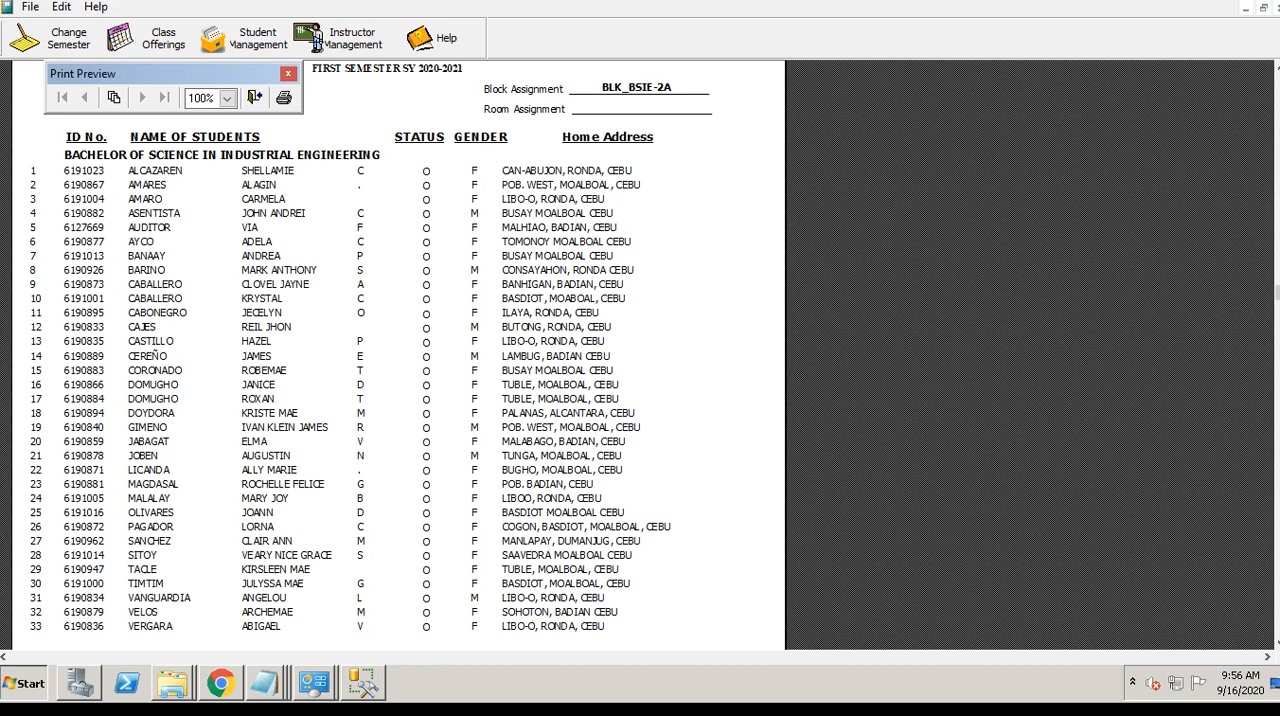 File Edit Help
Change Semester Class Offerings Student Management Instructor Management Help
Print Preview
100%
FIRST SEMESTER SY 2020-2021
Block Assignment BLK_BSIE-2A
Room Assignment
ID No. NAME OF STUDENTS STATUS GENDER Home Address
BACHELOR OF SCIENCE IN INDUSTRIAL ENGINEERING
1 6191023 ALCAZAREN SHELLAMIE C O F CAN-ABUJON, RONDA, CEBU
2 6190867 AMARES ALAGIN . O F POB. WEST, MOALBOAL, CEBU
3 6191004 AMARO CARMELA O F LIBO-O, RONDA, CEBU
4 6190882 ASENTISTA JOHN ANDREI C O M BUSAY MOALBOAL CEBU
5 6127669 AUDITOR VIA F O F MALHIAO, BADIAN, CEBU
6 6190877 AYCO ADELA C O F TOMONOY MOALBOAL CEBU
7 6191013 BANAAY ANDREA P O F BUSAY MOALBOAL CEBU
8 6190926 BARINO MARK ANTHONY S O M CONSAYAHON, RONDA CEBU
9 6190873 CABALLERO CLOVEL JAYNE A O F BANHIGAN, BADIAN, CEBU
10 6191001 CABALLERO KRYSTAL C O F BASDIOT, MOABOAL, CEBU
11 6190895 CABONEGRO JECELYN O O F ILAYA, RONDA, CEBU
12 6190833 CAJES REIL JHON O M BUTONG, RONDA, CEBU
13 6190835 CASTILLO HAZEL P O F LIBO-O, RONDA, CEBU
14 6190889 CEREÑO JAMES E O M LAMBUG, BADIAN CEBU
15 6190883 CORONADO ROBEMAE T O F BUSAY MOALBOAL CEBU
16 6190866 DOMUGHO JANICE D O F TUBLE, MOALBOAL, CEBU
17 6190884 DOMUGHO ROXAN T O F TUBLE, MOALBOAL, CEBU
18 6190894 DOYDORA KRISTE MAE M O F PALANAS, ALCANTARA, CEBU
19 6190840 GIMENO IVAN KLEIN JAMES R O M POB. WEST, MOALBOAL, CEBU
20 6190859 JABAGAT ELMA V O F MALABAGO, BADIAN, CEBU
21 6190878 JOBEN AUGUSTIN N O M TUNGA, MOALBOAL, CEBU
22 6190871 LICANDA ALLY MARIE . O F BUGHO, MOALBOAL, CEBU
23 6190881 MAGDASAL ROCHELLE FELICE G O F POB. BADIAN, CEBU
24 6191005 MALALAY MARY JOY B O F LIBOO, RONDA, CEBU
25 6191016 OLIVARES JOANN D O F BASDIOT MOALBOAL CEBU
26 6190872 PAGADOR LORNA C O F COGON, BASDIOT, MOALBOAL, CEBU
27 6190962 SANCHEZ CLAIR ANN M O F MANLAPAY, DUMANJUG, CEBU
28 6191014 SITOY VEARY NICE GRACE S O F SAAVEDRA MOALBOAL CEBU
29 6190947 TACLE KIRSLEEN MAE O F TUBLE, MOALBOAL, CEBU
30 6191000 TIMTIM JULYSSA MAE G O F BASDIOT, MOALBOAL, CEBU
31 6190834 VANGUARDIA ANGELOU L O M LIBO-O, RONDA, CEBU
32 6190879 VELOS ARCHEMAE M O F SOHOTON, BADIAN CEBU
33 6190836 VERGARA ABIGAEL V O F LIBO-O, RONDA, CEBU
Start 9:56 AM
9/16/2020